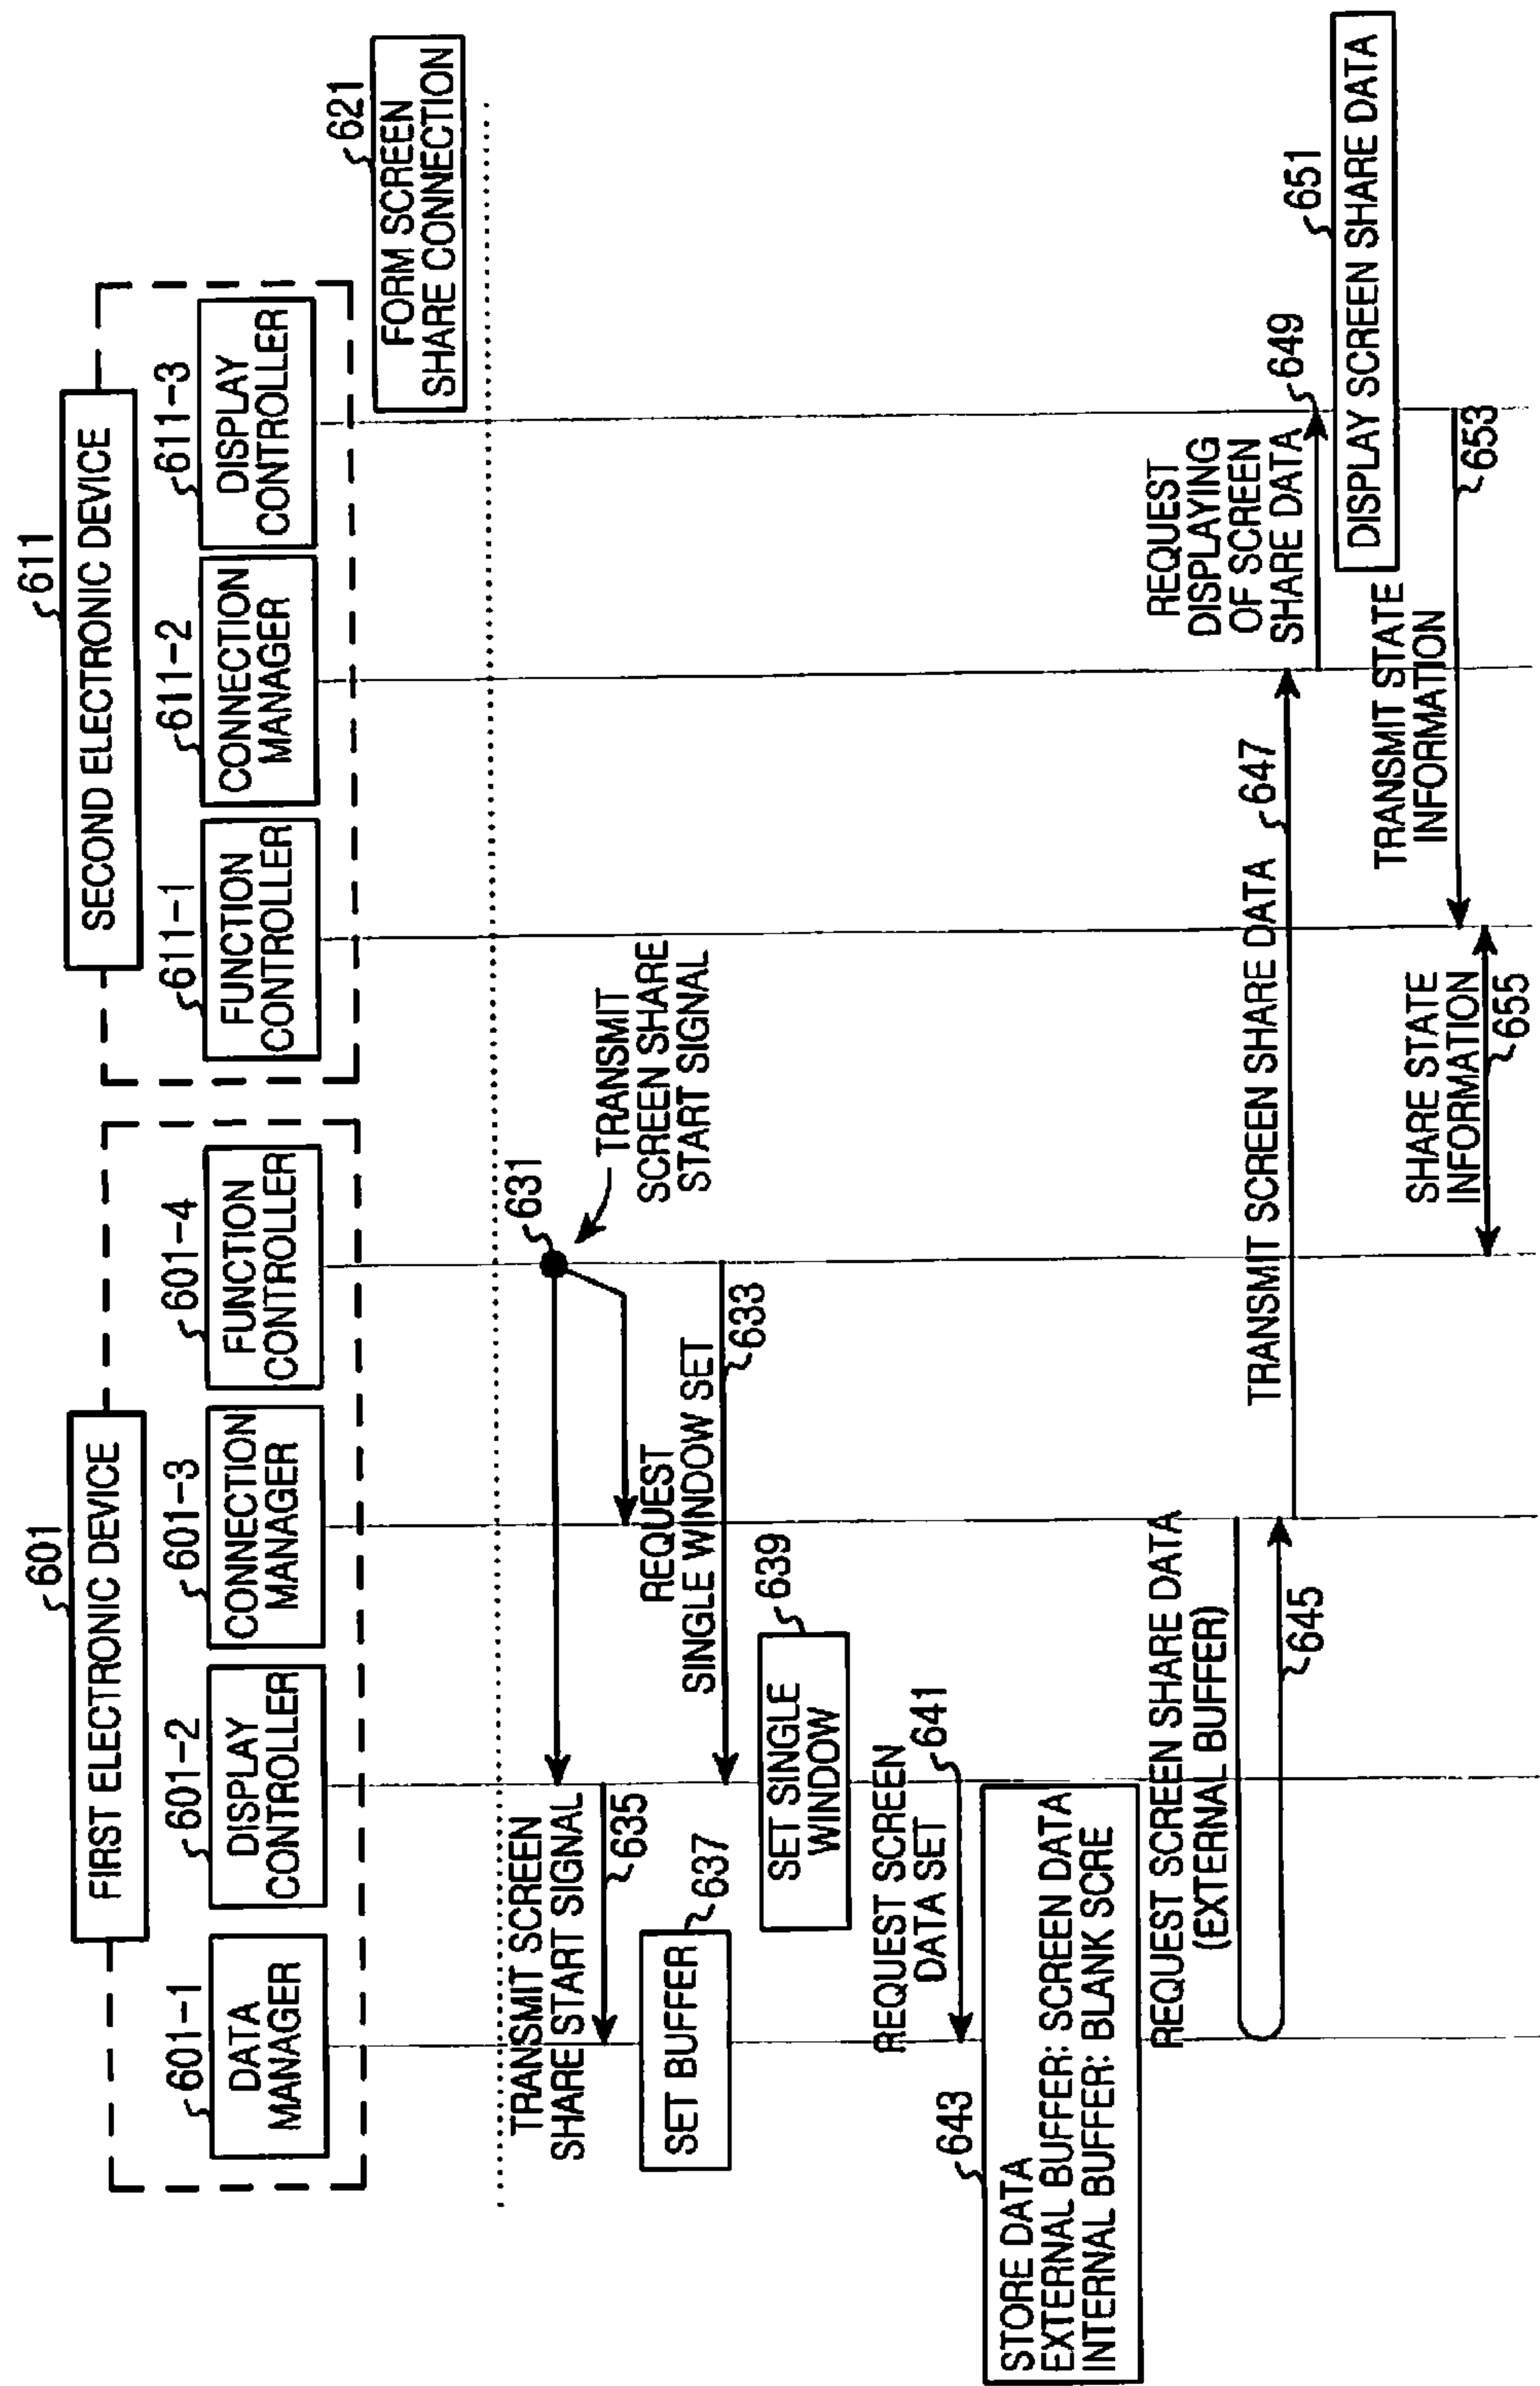 601
FIRST ELECTRONIC DEVICE
611
SECOND ELECTRONIC DEVICE
601-1
DATA
MANAGER
601-2
DISPLAY
CONTROLLER
601-3
CONNECTION
MANAGER
601-4
FUNCTION
CONTROLLER
611-1
FUNCTION
CONTROLLER
611-2
CONNECTION
MANAGER
611-3
DISPLAY
CONTROLLER
621
FORM SCREEN
SHARE CONNECTION
631
TRANSMIT
SCREEN SHARE
START SIGNAL
TRANSMIT SCREEN
SHARE START SIGNAL
635
REQUEST
SINGLE WINDOW SET
633
SET BUFFER
637
SET SINGLE
WINDOW
639
REQUEST SCREEN
DATA SET
641
643
STORE DATA
EXTERNAL BUFFER: SCREEN DATA
INTERNAL BUFFER: BLANK SCRE
REQUEST SCREEN SHARE DATA
(EXTERNAL BUFFER)
645
TRANSMIT SCREEN SHARE DATA
647
REQUEST
DISPLAYING
OF SCREEN
SHARE DATA
649
651
DISPLAY SCREEN SHARE DATA
TRANSMIT STATE
INFORMATION
653
SHARE STATE
INFORMATION
655